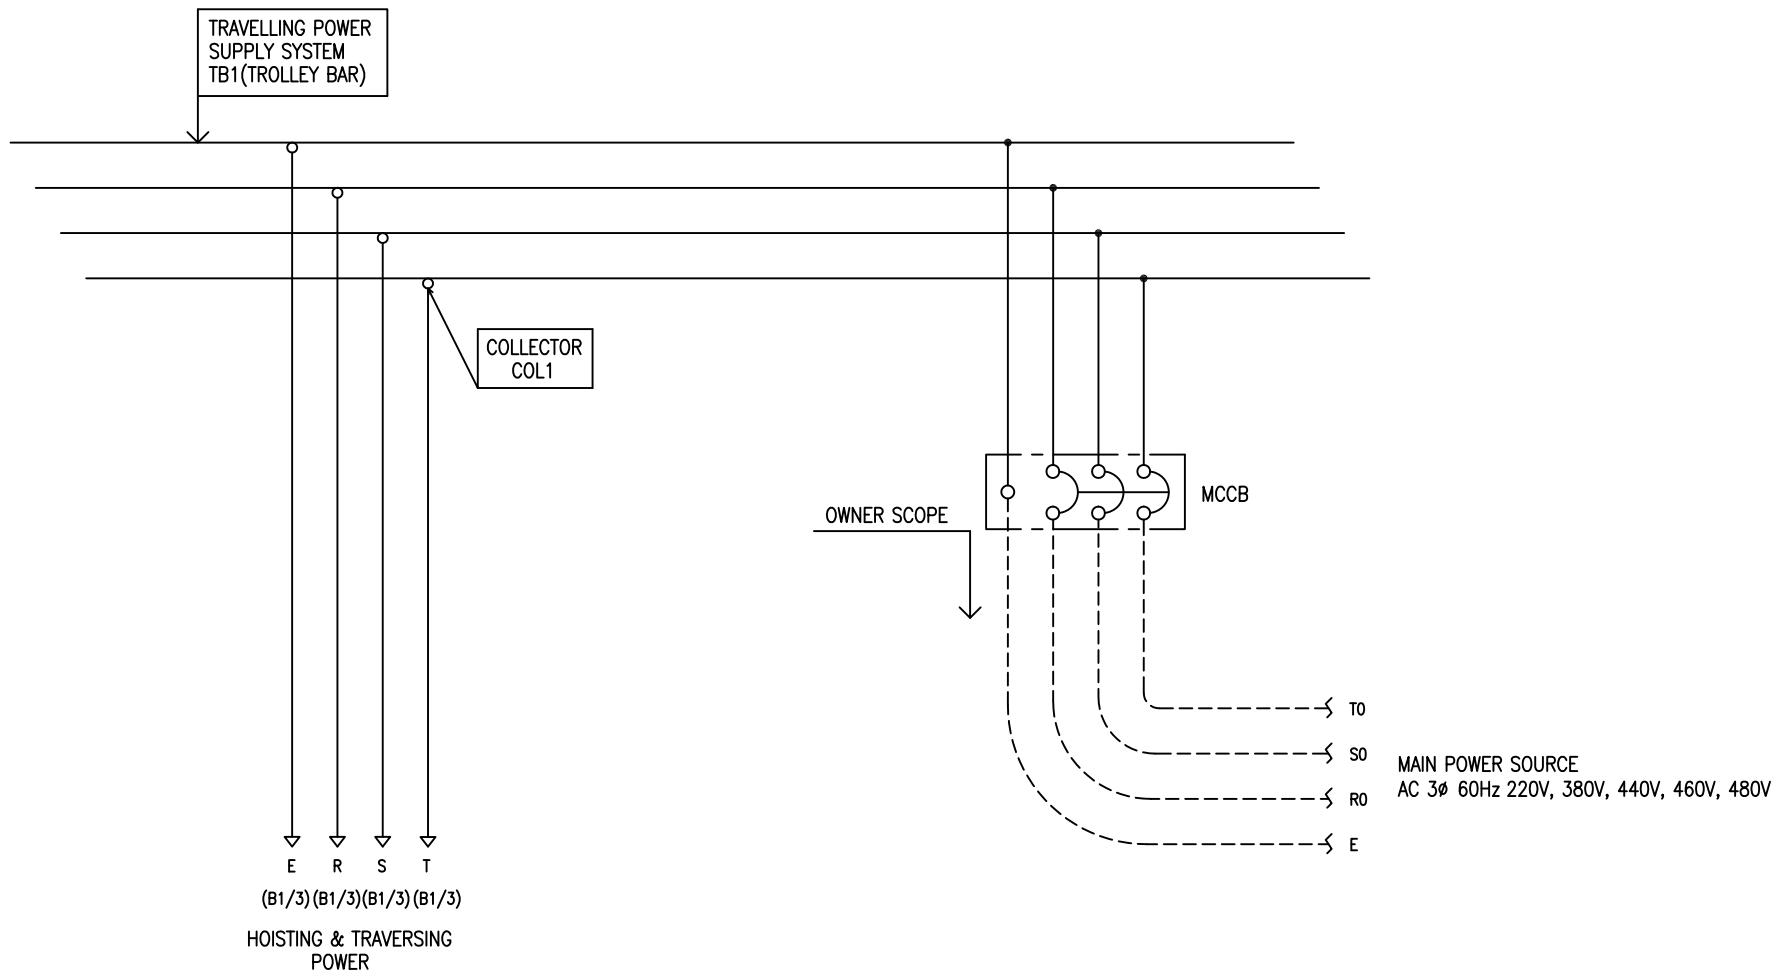 TRAVELLING POWER
SUPPLY SYSTEM
TB1(TROLLEY BAR)
COLLECTOR
COL1
OWNER SCOPE
MCCB
T0
S0
MAIN POWER SOURCE
AC 3ø 60Hz 220V, 380V, 440V, 460V, 480V
R0
E
E R S T
(B1/3)(B1/3)(B1/3)(B1/3)
HOISTING & TRAVERSING
POWER